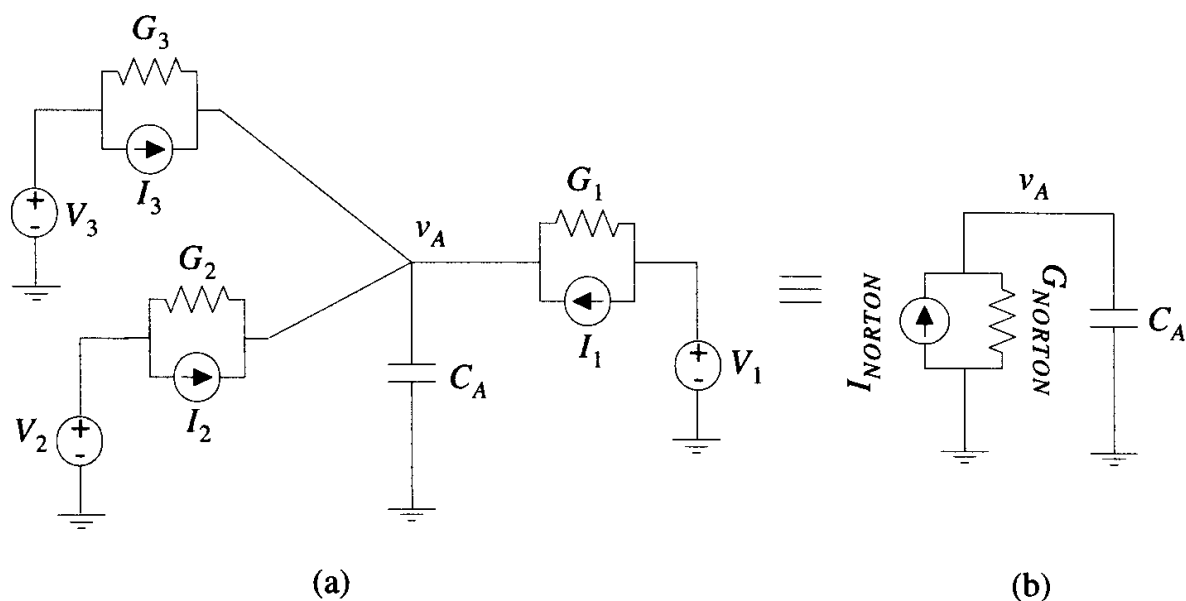 G3
I3
+
-
V3
G2
I2
V2
+
-
vA
CA
G1
I1
+
-
V1
≡
vA
INORTON
GNORTON
CA
(a)
(b)